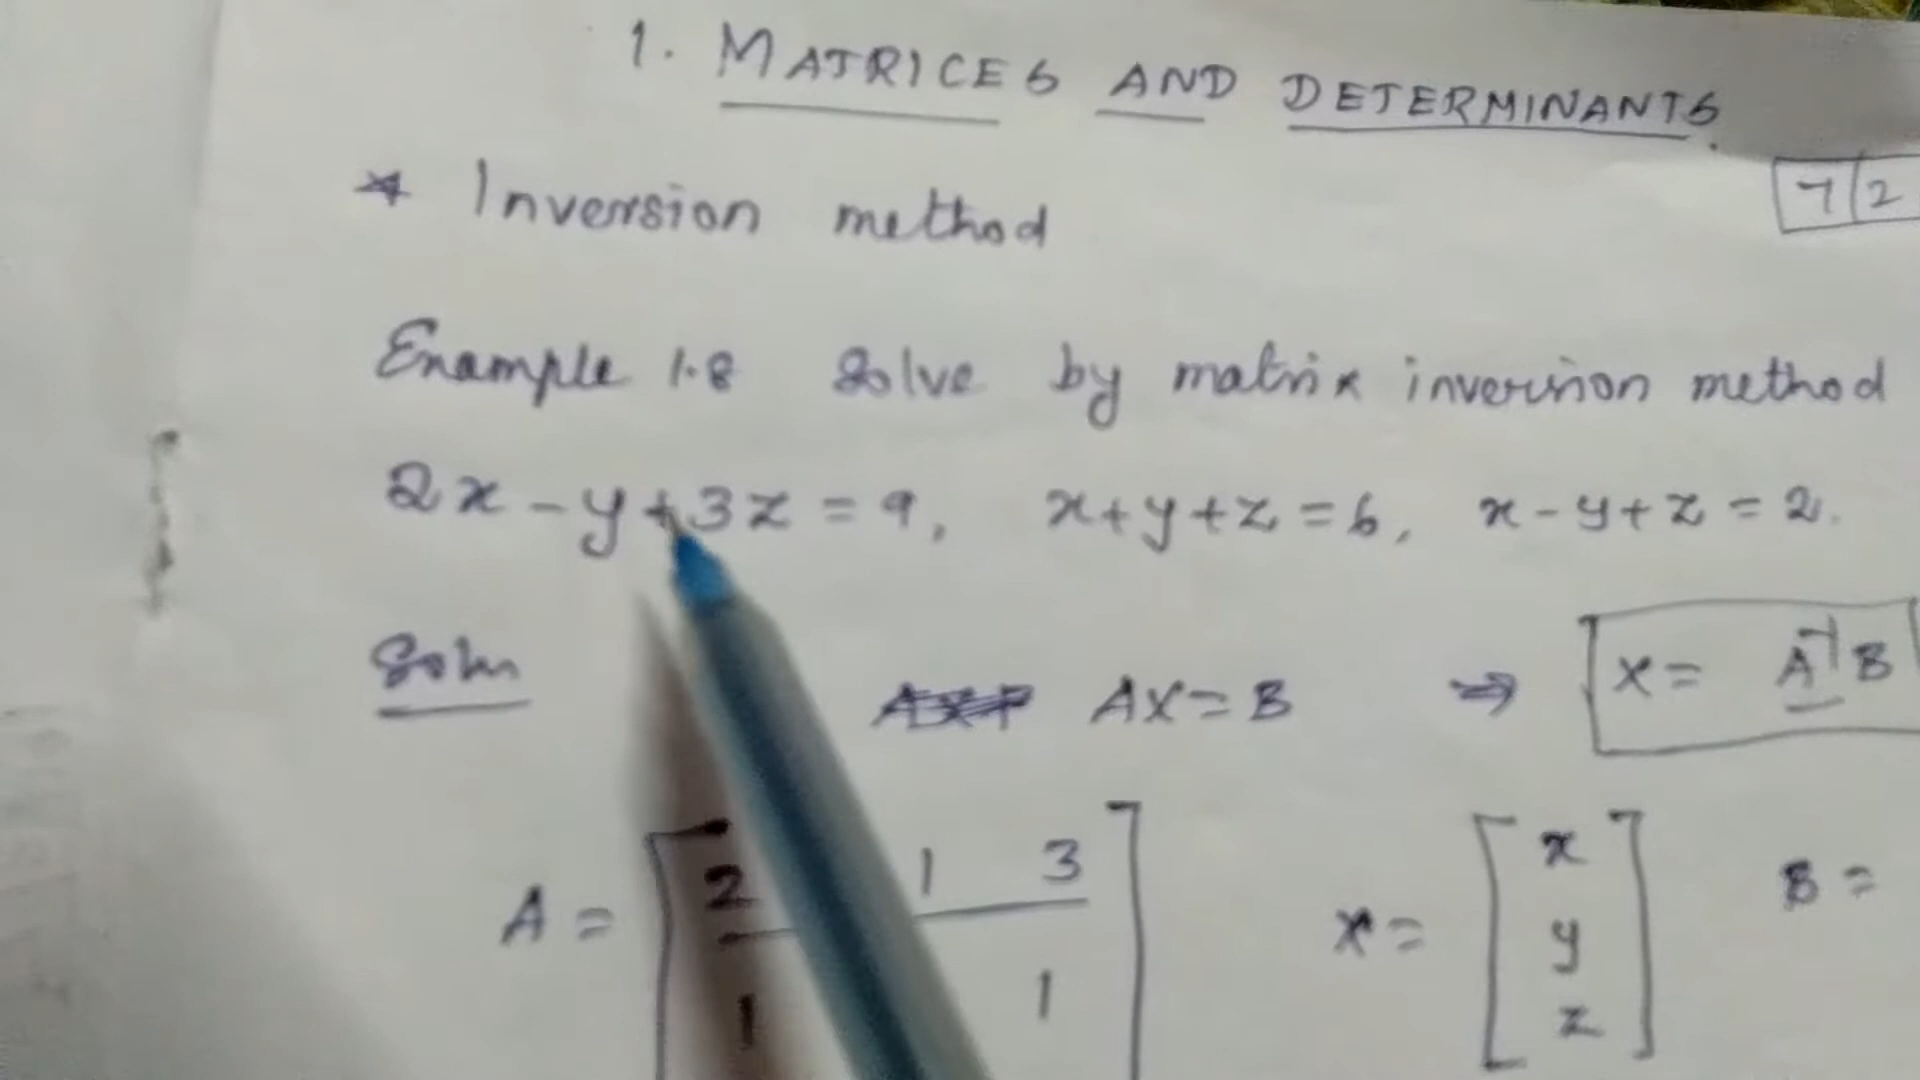 1. MATRICES AND DETERMINANTS.
7/2
* Inversion method
Example 1.8 Solve by matrix inversion method
2x - y + 3z = 9, x + y + z = 6, x - y + z = 2.
Soln
AX = B ⇒ X = A⁻¹B
A = [2 1 3
1 1]
X = [x
y
z]
B =